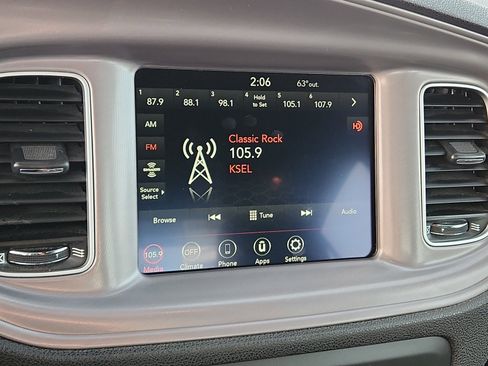 2:06 63°out.
1 2 3 4 5 6
87.9 88.1 98.1 Hold to Set 105.1 107.9
AM
Classic Rock
FM
105.9
KSEL
Source Select
Browse Tune Audio
105.9 OFF
Media Climate Phone Apps Settings